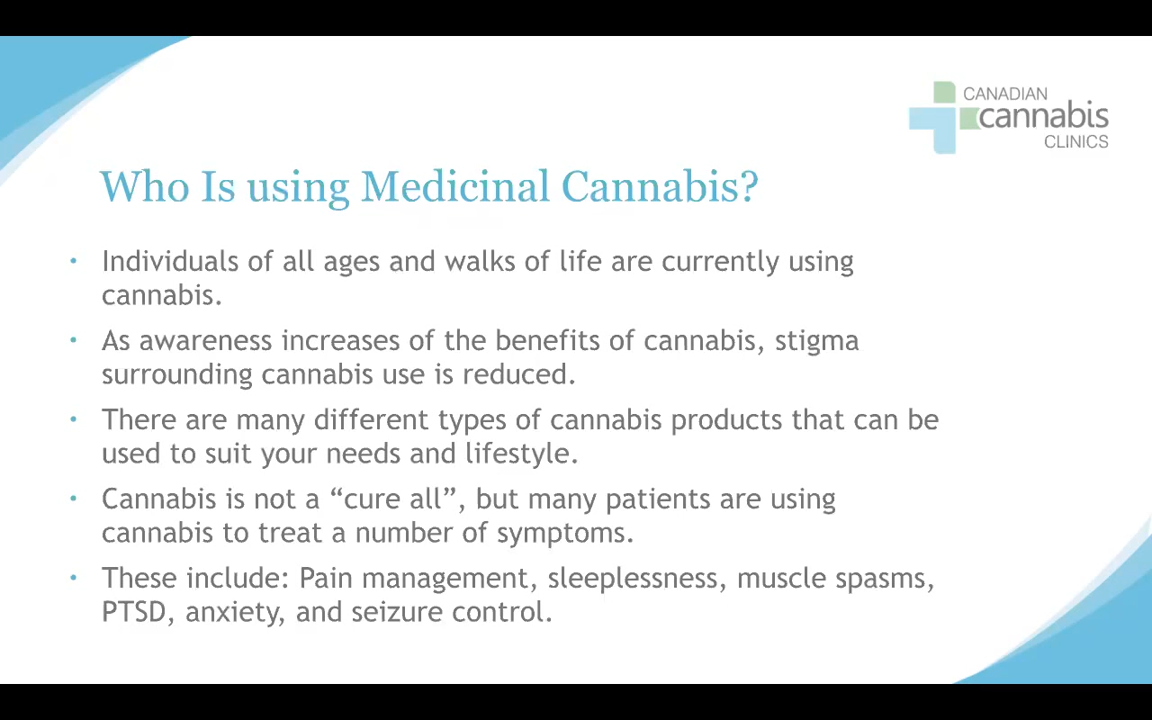 CANADIAN
cannabis
CLINICS
Who Is using Medicinal Cannabis?
• Individuals of all ages and walks of life are currently using
cannabis.
• As awareness increases of the benefits of cannabis, stigma
surrounding cannabis use is reduced.
• There are many different types of cannabis products that can be
used to suit your needs and lifestyle.
• Cannabis is not a “cure all”, but many patients are using
cannabis to treat a number of symptoms.
• These include: Pain management, sleeplessness, muscle spasms,
PTSD, anxiety, and seizure control.